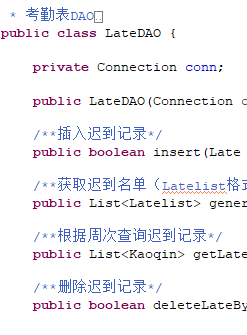 * 考勤表DAO
public class LateDAO {
private Connection conn;
public LateDAO(Connection
/**插入迟到记录*/
public boolean insert(Late
/**获取迟到名单（Latelist格式
public List<Latelist> gener
/**根据周次查询迟到记录*/
public List<Kaoqin> getLate
/**删除迟到记录*/
public boolean deleteLateBy